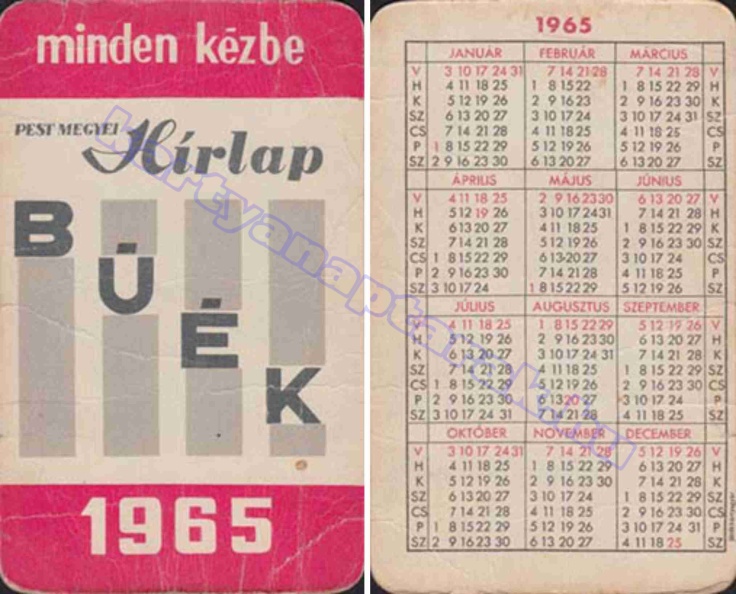 minden kézbe
PEST MEGYEI Hírlap
B
Ú
É
K
1965
kartyanaptarak.hu
1965
JANUÁR FEBRUÁR MÁRCIUS
V 3 10 17 24 31 7 14 21 28 7 14 21 28 V
H 4 11 18 25 1 8 15 22 1 8 15 22 29 H
K 5 12 19 26 2 9 16 23 2 9 16 23 30 K
SZ 6 13 20 27 3 10 17 24 3 10 17 24 31 SZ
CS 7 14 21 28 4 11 18 25 4 11 18 25 CS
P 1 8 15 22 29 5 12 19 26 5 12 19 26 P
SZ 2 9 16 23 30 6 13 20 27 6 13 20 27 SZ
ÁPRILIS MÁJUS JÚNIUS
V 4 11 18 25 2 9 16 23 30 6 13 20 27 V
H 5 12 19 26 3 10 17 24 31 7 14 21 28 H
K 6 13 20 27 4 11 18 25 1 8 15 22 29 K
SZ 7 14 21 28 5 12 19 26 2 9 16 23 30 SZ
CS 1 8 15 22 29 6 13 20 27 3 10 17 24 CS
P 2 9 16 23 30 7 14 21 28 4 11 18 25 P
SZ 3 10 17 24 1 8 15 22 29 5 12 19 26 SZ
JÚLIUS AUGUSZTUS SZEPTEMBER
V 4 11 18 25 1 8 15 22 29 5 12 19 26 V
H 5 12 19 26 2 9 16 23 30 6 13 20 27 H
K 6 13 20 27 3 10 17 24 31 7 14 21 28 K
SZ 7 14 21 28 4 11 18 25 1 8 15 22 29 SZ
CS 1 8 15 22 29 5 12 19 26 2 9 16 23 30 CS
P 2 9 16 23 30 6 13 20 27 3 10 17 24 P
SZ 3 10 17 24 31 7 14 21 28 4 11 18 25 SZ
OKTÓBER NOVEMBER DECEMBER
V 3 10 17 24 31 7 14 21 28 5 12 19 26 V
H 4 11 18 25 1 8 15 22 29 6 13 20 27 H
K 5 12 19 26 2 9 16 23 30 7 14 21 28 K
SZ 6 13 20 27 3 10 17 24 1 8 15 22 29 SZ
CS 7 14 21 28 4 11 18 25 2 9 16 23 30 CS
P 1 8 15 22 29 5 12 19 26 3 10 17 24 31 P
SZ 2 9 16 23 30 6 13 20 27 4 11 18 25 SZ